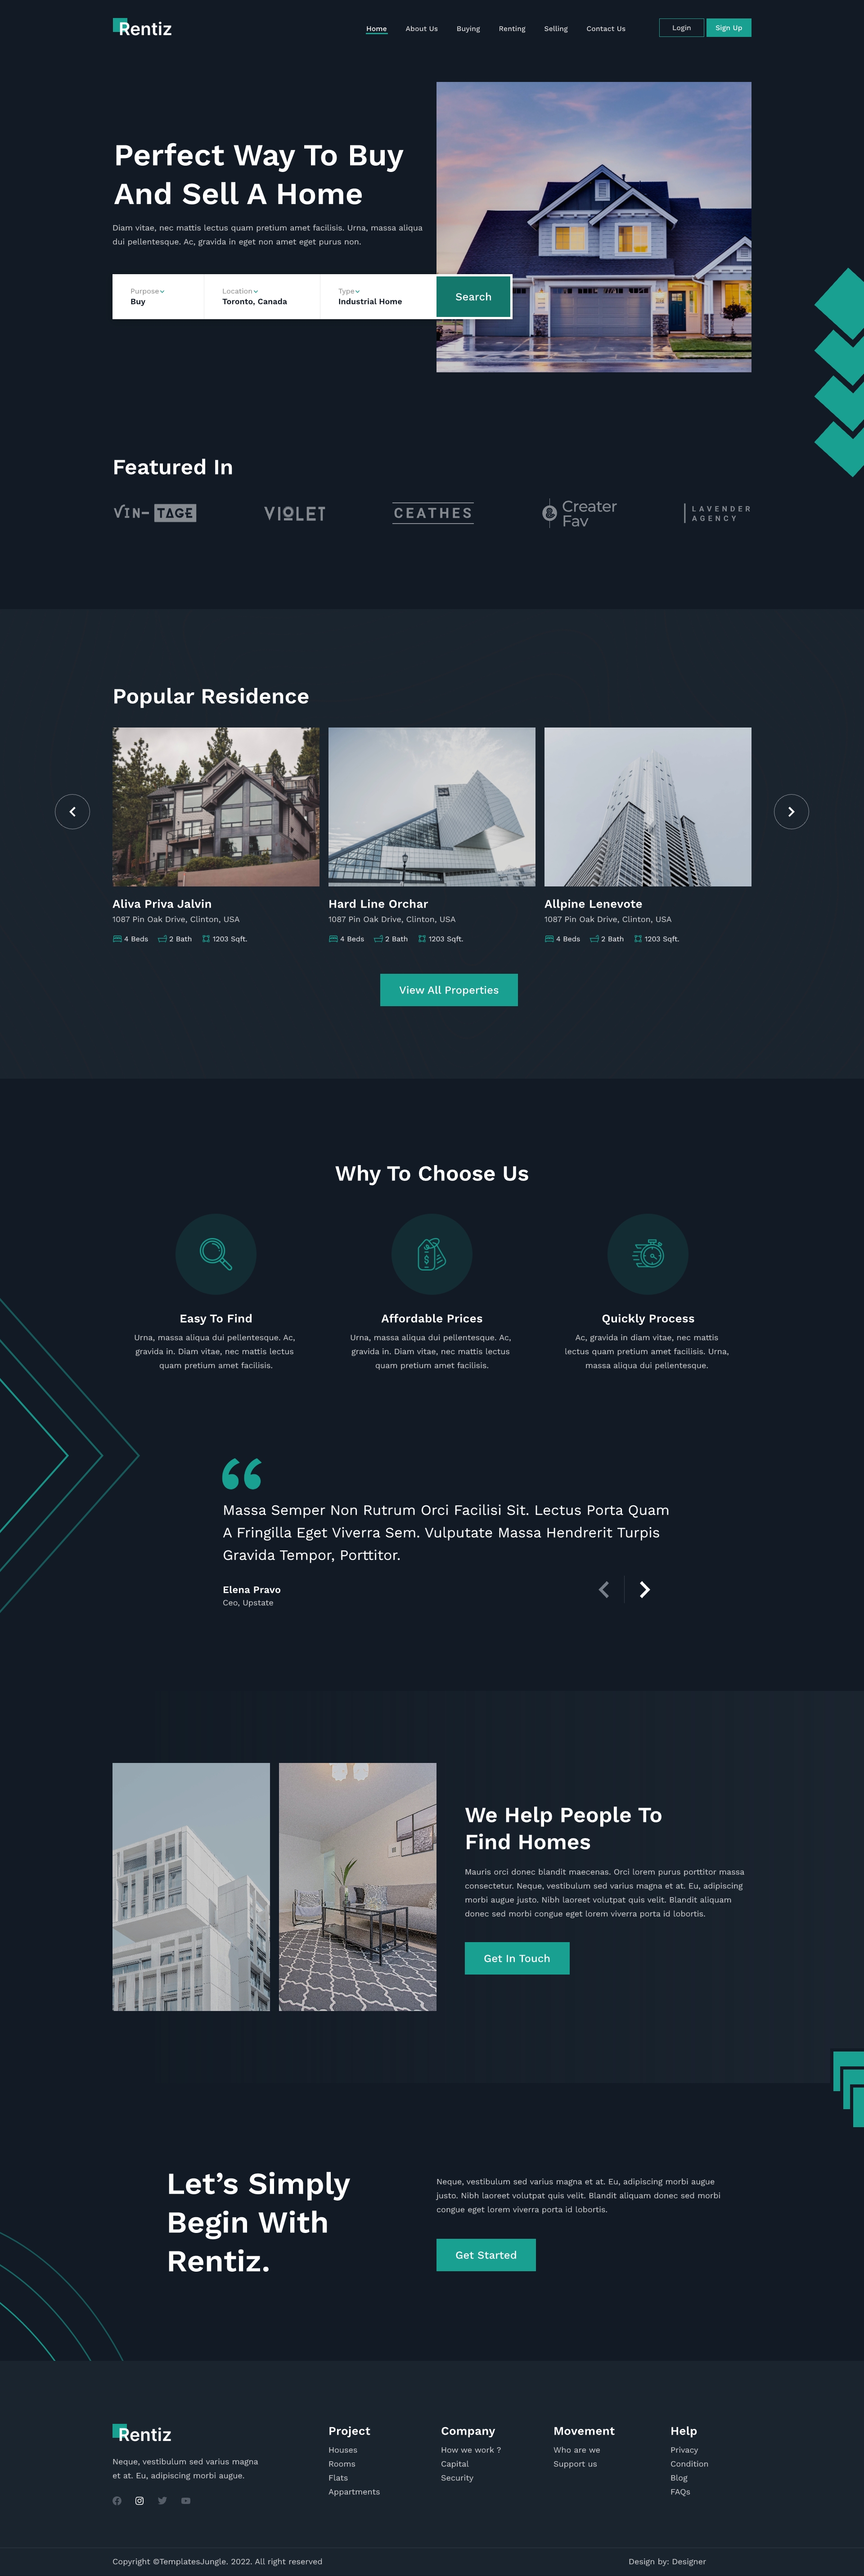 Rentiz
Home About Us Buying Renting Selling Contact Us
Login
Sign Up
Perfect Way To Buy
And Sell A Home
Diam vitae, nec mattis lectus quam pretium amet facilisis. Urna, massa aliqua
dui pellentesque. Ac, gravida in eget non amet eget purus non.
Purpose
Buy
Location
Toronto, Canada
Type
Industrial Home
Search
Featured In
VIN-TAGE
VIOLET
CEATHES
Creater
Fav
LAVENDER
AGENCY
Popular Residence
Aliva Priva Jalvin
1087 Pin Oak Drive, Clinton, USA
4 Beds 2 Bath 1203 Sqft.
Hard Line Orchar
1087 Pin Oak Drive, Clinton, USA
4 Beds 2 Bath 1203 Sqft.
Allpine Lenevote
1087 Pin Oak Drive, Clinton, USA
4 Beds 2 Bath 1203 Sqft.
View All Properties
Why To Choose Us
Easy To Find
Urna, massa aliqua dui pellentesque. Ac,
gravida in. Diam vitae, nec mattis lectus
quam pretium amet facilisis.
Affordable Prices
Urna, massa aliqua dui pellentesque. Ac,
gravida in. Diam vitae, nec mattis lectus
quam pretium amet facilisis.
Quickly Process
Ac, gravida in diam vitae, nec mattis
lectus quam pretium amet facilisis. Urna,
massa aliqua dui pellentesque.
“
Massa Semper Non Rutrum Orci Facilisi Sit. Lectus Porta Quam
A Fringilla Eget Viverra Sem. Vulputate Massa Hendrerit Turpis
Gravida Tempor, Porttitor.
Elena Pravo
Ceo, Upstate
We Help People To
Find Homes
Mauris orci donec blandit maecenas. Orci lorem purus porttitor massa
consectetur. Neque, vestibulum sed varius magna et at. Eu, adipiscing
morbi augue justo. Nibh laoreet volutpat quis velit. Blandit aliquam
donec sed morbi congue eget lorem viverra porta id lobortis.
Get In Touch
Let’s Simply
Begin With
Rentiz.
Neque, vestibulum sed varius magna et at. Eu, adipiscing morbi augue
justo. Nibh laoreet volutpat quis velit. Blandit aliquam donec sed morbi
congue eget lorem viverra porta id lobortis.
Get Started
Rentiz
Neque, vestibulum sed varius magna
et at. Eu, adipiscing morbi augue.
Project
Houses
Rooms
Flats
Appartments
Company
How we work ?
Capital
Security
Movement
Who are we
Support us
Help
Privacy
Condition
Blog
FAQs
Copyright ©TemplatesJungle. 2022. All right reserved
Design by: Designer